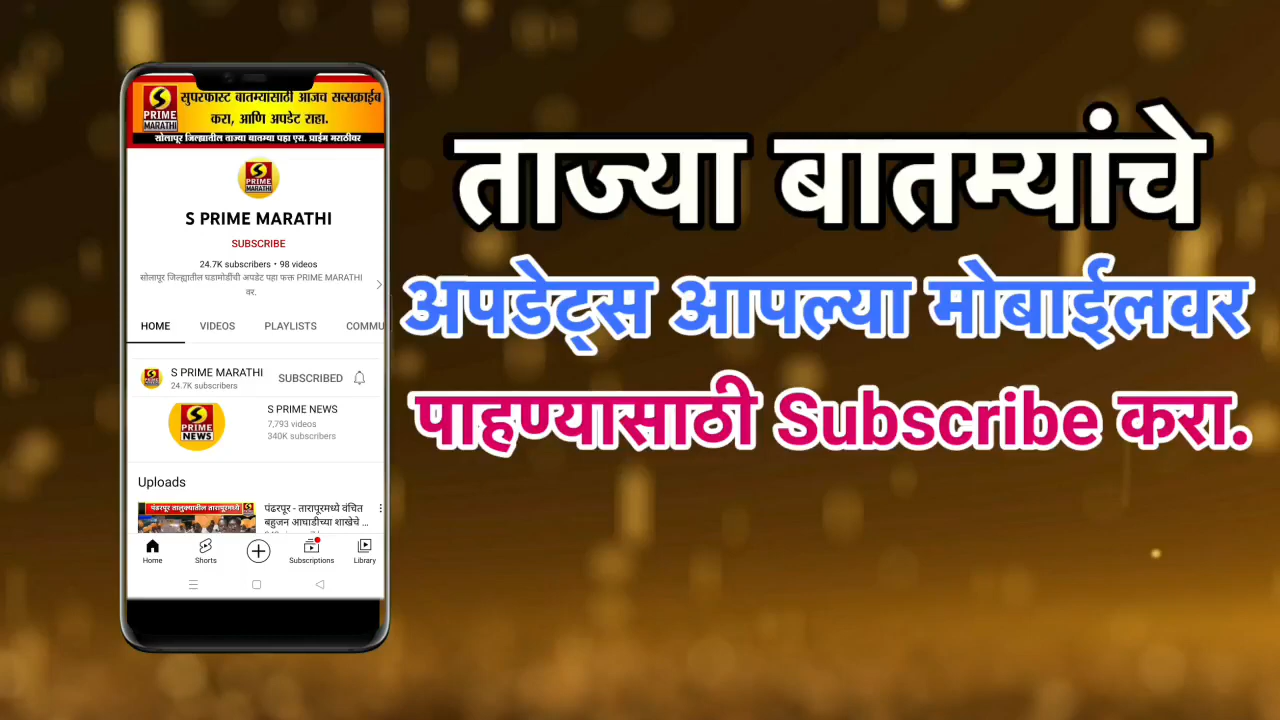 सुपरफास्ट बातम्यासाठी आजच सब्सक्राईब
करा, आणि अपडेट राहा.
S
PRIME
MARATHI
सोलापूर जिल्ह्यातील ताज्या बातम्या पहा एस. प्राईम मराठीवर
S
PRIME
MARATHI
S PRIME MARATHI
SUBSCRIBE
24.7K subscribers • 98 videos
सोलापूर जिल्ह्यातील घडामोडींची अपडेट पहा फक्त PRIME MARATHI
वर.
HOME VIDEOS PLAYLISTS COMMU
S PRIME MARATHI
24.7K subscribers
SUBSCRIBED
S
PRIME
NEWS
S PRIME NEWS
7,793 videos
340K subscribers
Uploads
पंढरपूर तालुक्यातील तारापूरमध्ये
पंढरपूर - तारापूरमध्ये वंचित
बहुजन आघाडीच्या शाखेचे ...
Home Shorts Subscriptions Library
ताज्या बातम्यांचे
अपडेट्स आपल्या मोबाईलवर
पाहण्यासाठी Subscribe करा.